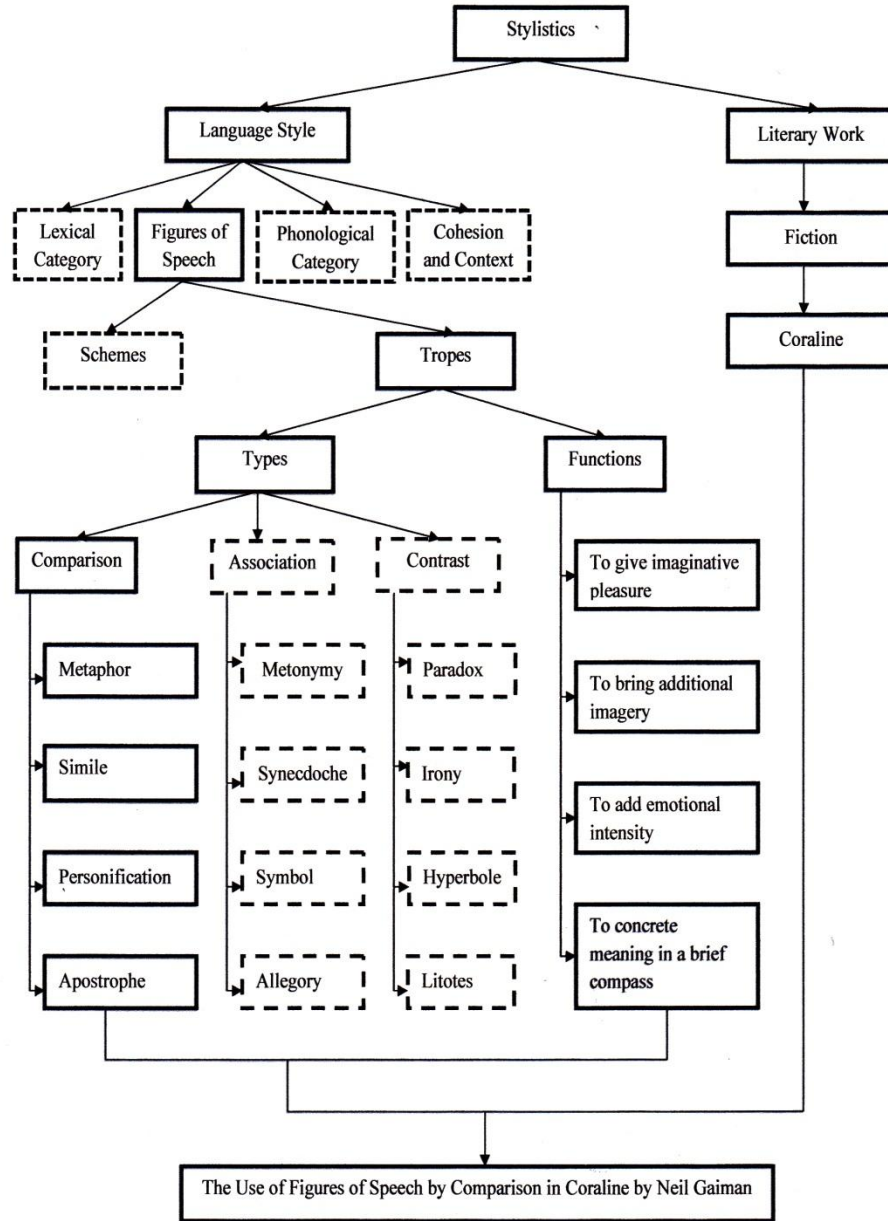 Stylistics
Language Style
Literary Work
Lexical
Category
Figures of
Speech
Phonological
Category
Cohesion
and Context
Fiction
Schemes
Tropes
Coraline
Types
Functions
Comparison
Association
Contrast
To give imaginative
pleasure
Metaphor
Metonymy
Paradox
To bring additional
imagery
Simile
Synecdoche
Irony
To add emotional
intensity
Personification
Symbol
Hyperbole
To concrete
meaning in a brief
compass
Apostrophe
Allegory
Litotes
The Use of Figures of Speech by Comparison in Coraline by Neil Gaiman